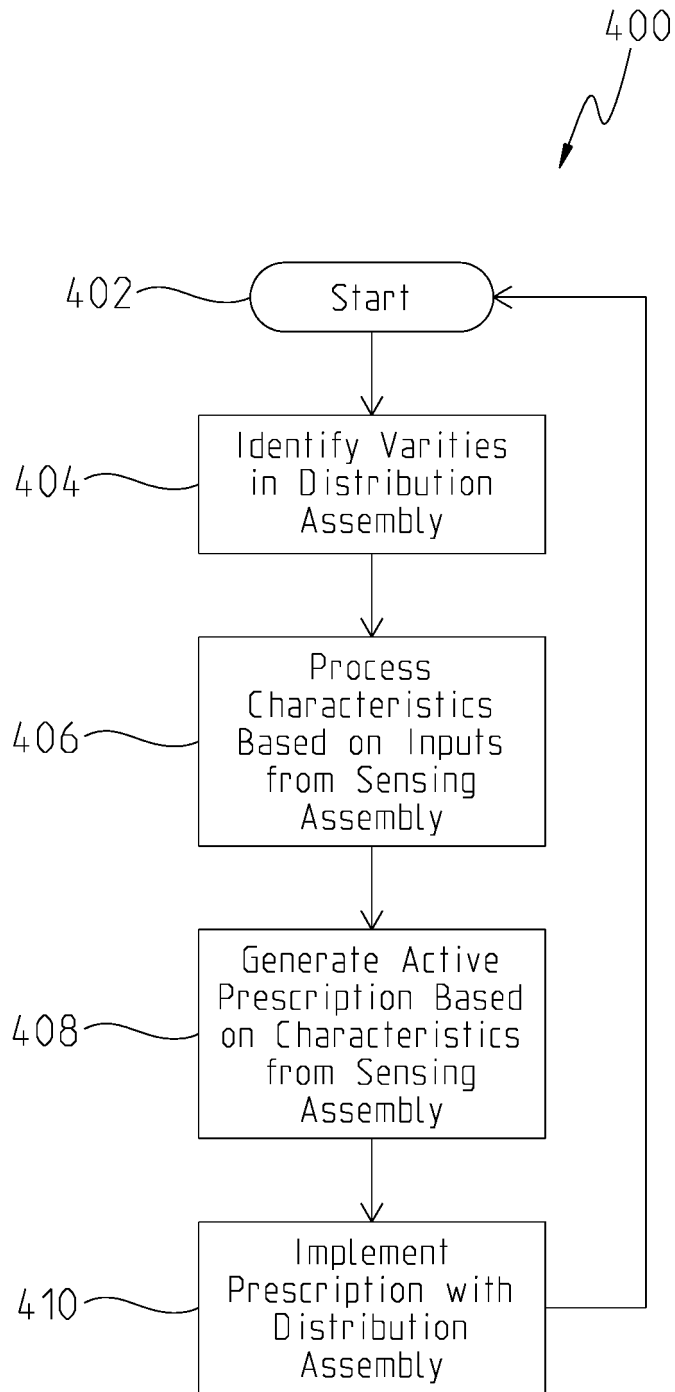 400
402
Start
404
Identify Varities
in Distribution
Assembly
406
Process
Characteristics
Based on Inputs
from Sensing
Assembly
408
Generate Active
Prescription Based
on Characteristics
from Sensing
Assembly
410
Implement
Prescription with
Distribution
Assembly